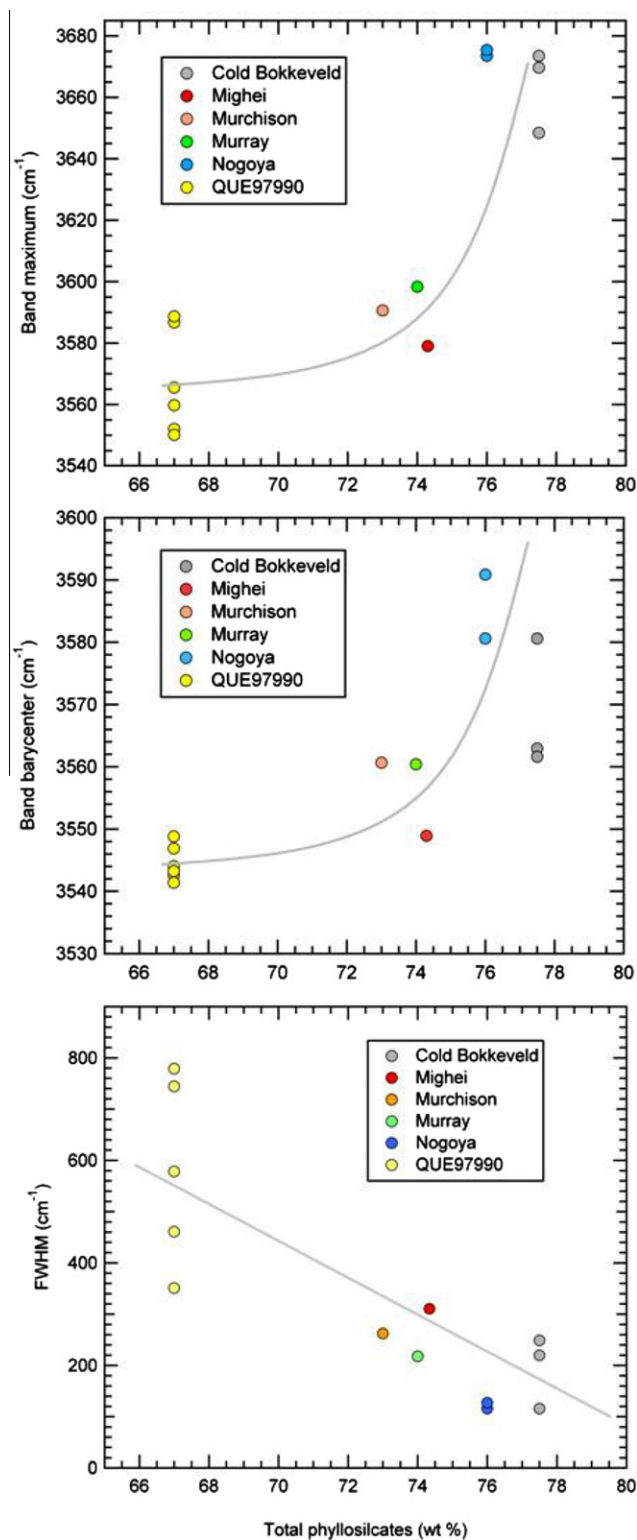 3680
3660
3640
3620
3600
3580
3560
3540
Band maximum (cm-1)
Cold Bokkeveld
Mighei
Murchison
Murray
Nogoya
QUE97990
66 68 70 72 74 76 78 80
3600
3590
3580
3570
3560
3550
3540
3530
Band barycenter (cm-1)
Cold Bokkeveld
Mighei
Murchison
Murray
Nogoya
QUE97990
66 68 70 72 74 76 78 80
800
600
400
200
0
FWHM (cm-1)
Cold Bokkeveld
Mighei
Murchison
Murray
Nogoya
QUE97990
66 68 70 72 74 76 78 80
Total phyllosilcates (wt %)